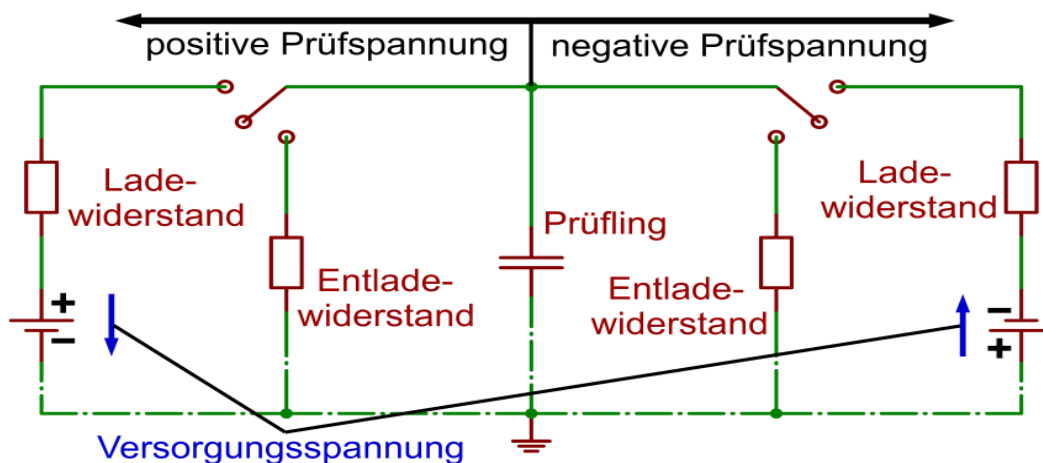 positive Prüfspannung
negative Prüfspannung
Lade-
widerstand
Lade-
widerstand
Prüfling
Entlade-
widerstand
Entlade-
widerstand
+
−
−
+
Versorgungsspannung